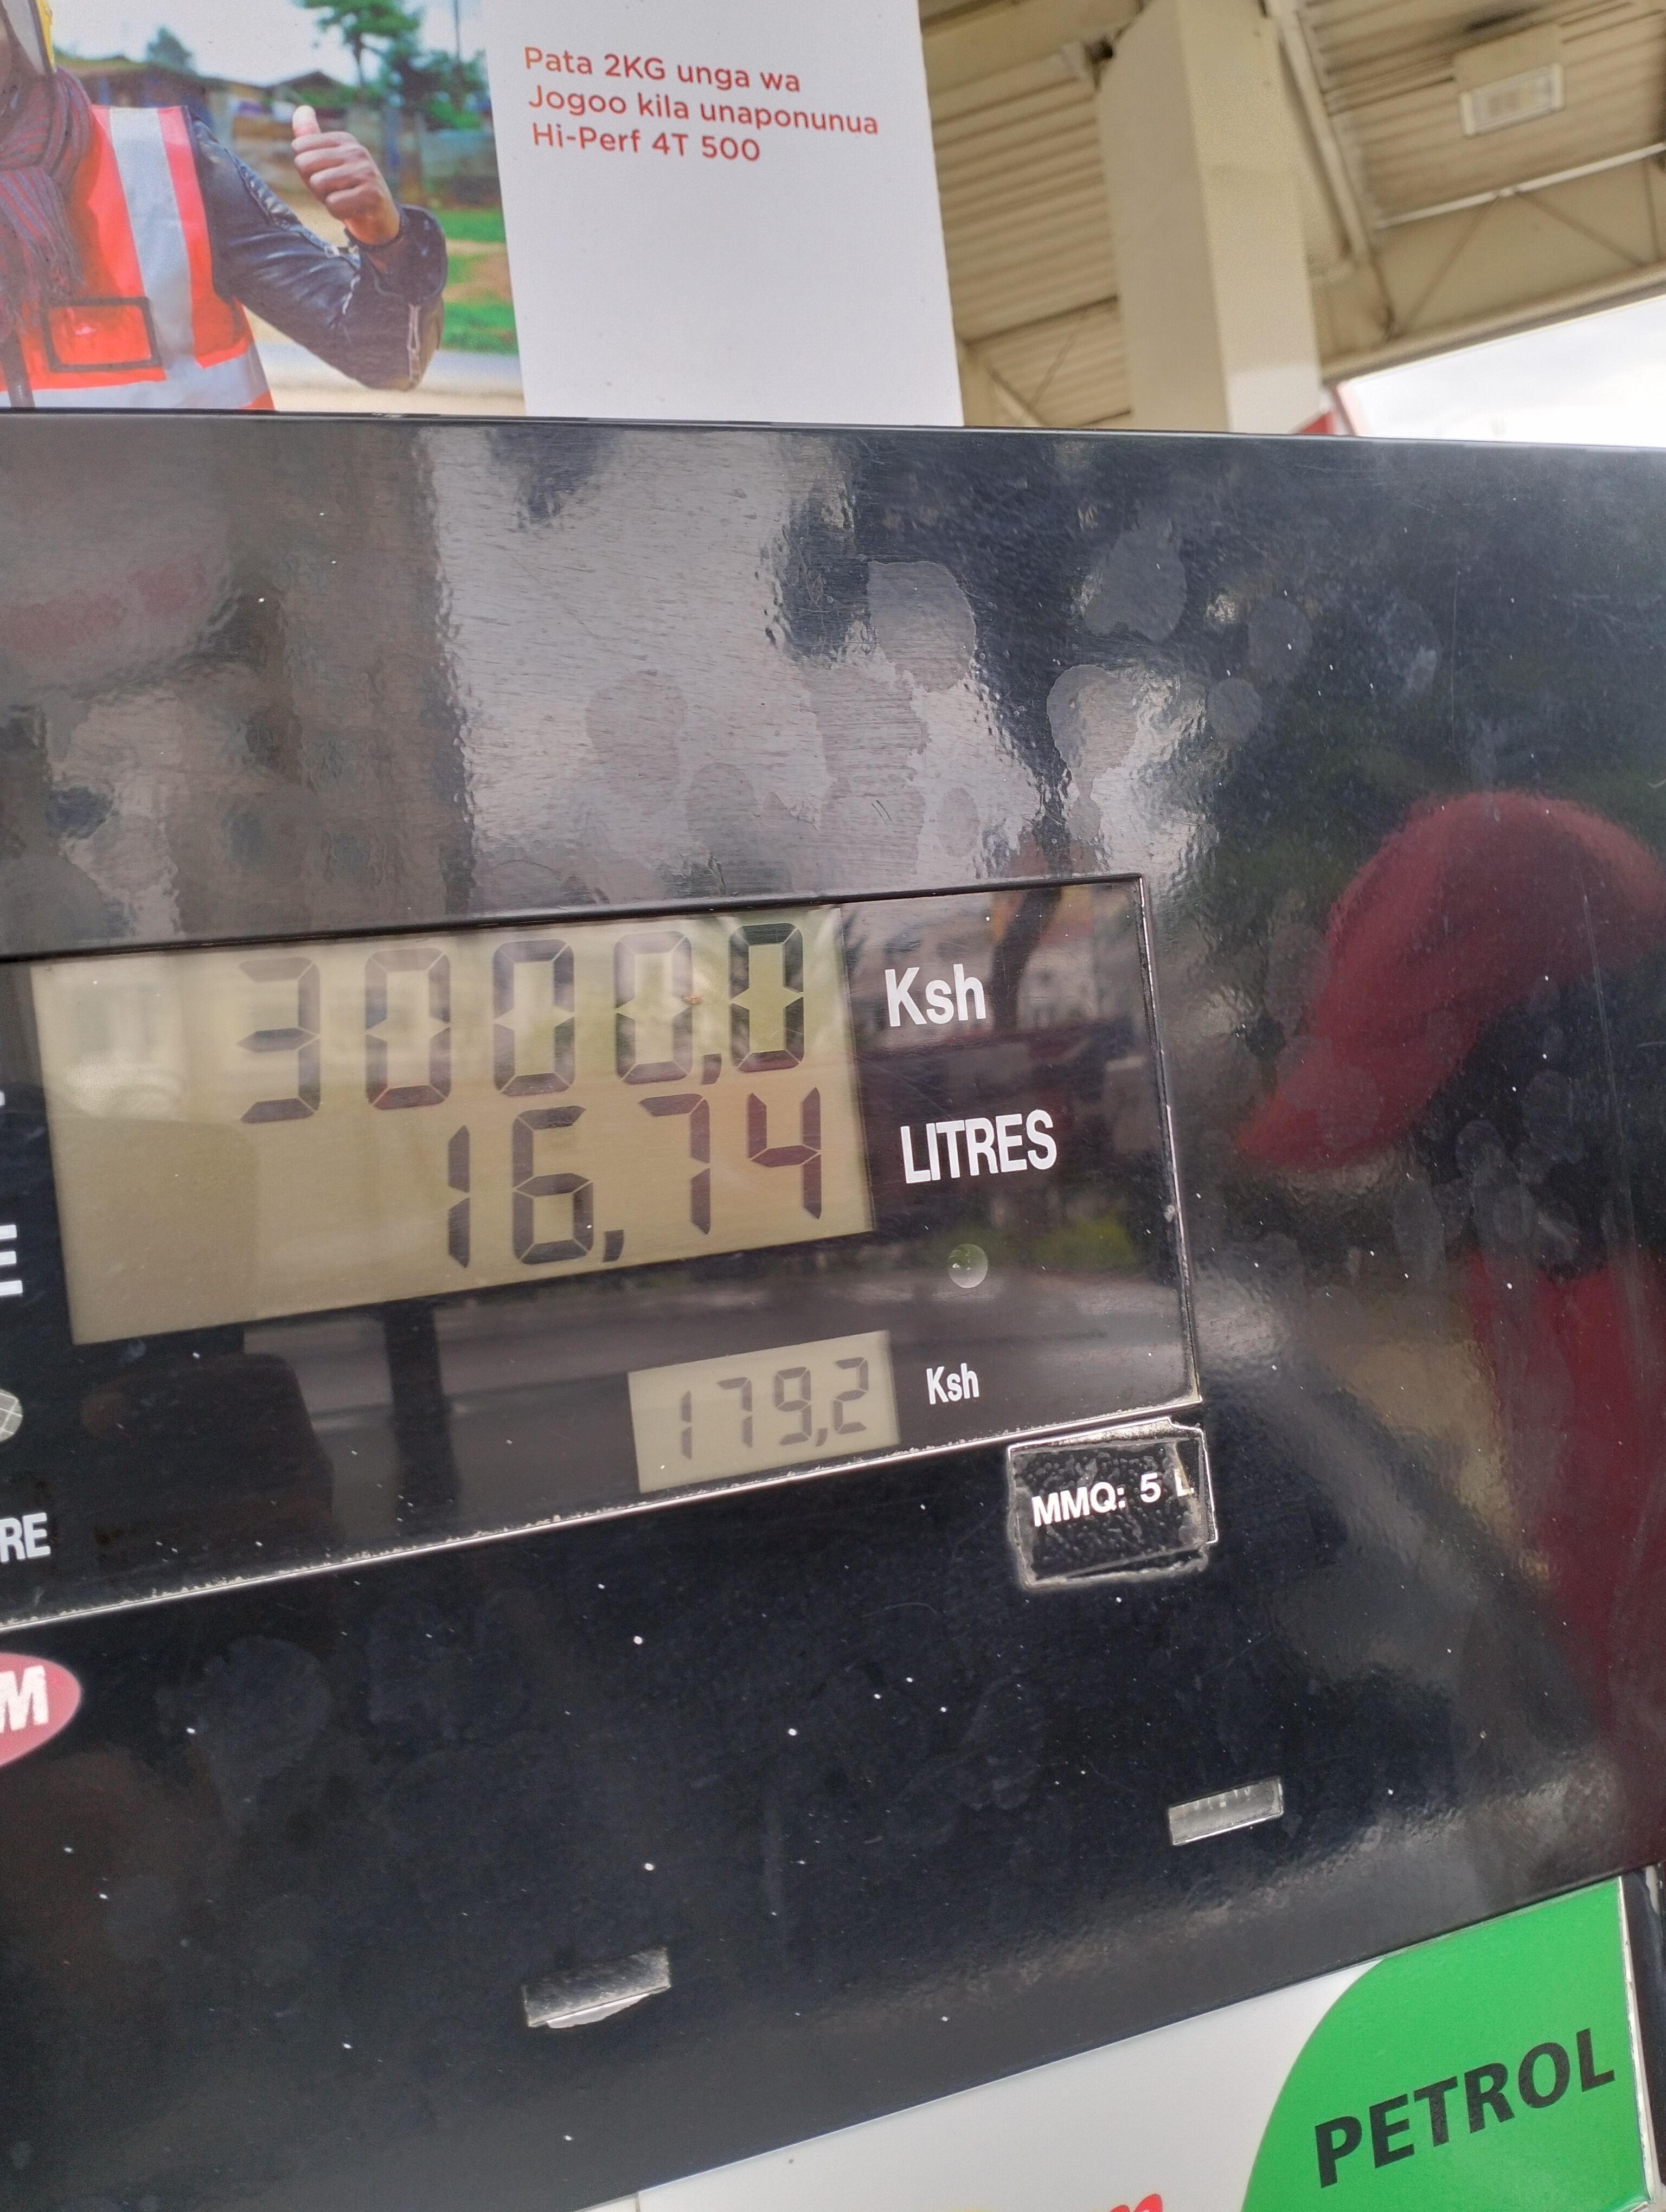 Pata 2KG unga wa
Jogoo kila unaponunua
Hi-Perf 4T 500
3000,0 Ksh
16,74 LITRES
E
179,2 Ksh
RE
MMQ: 5 L
M
PETROL